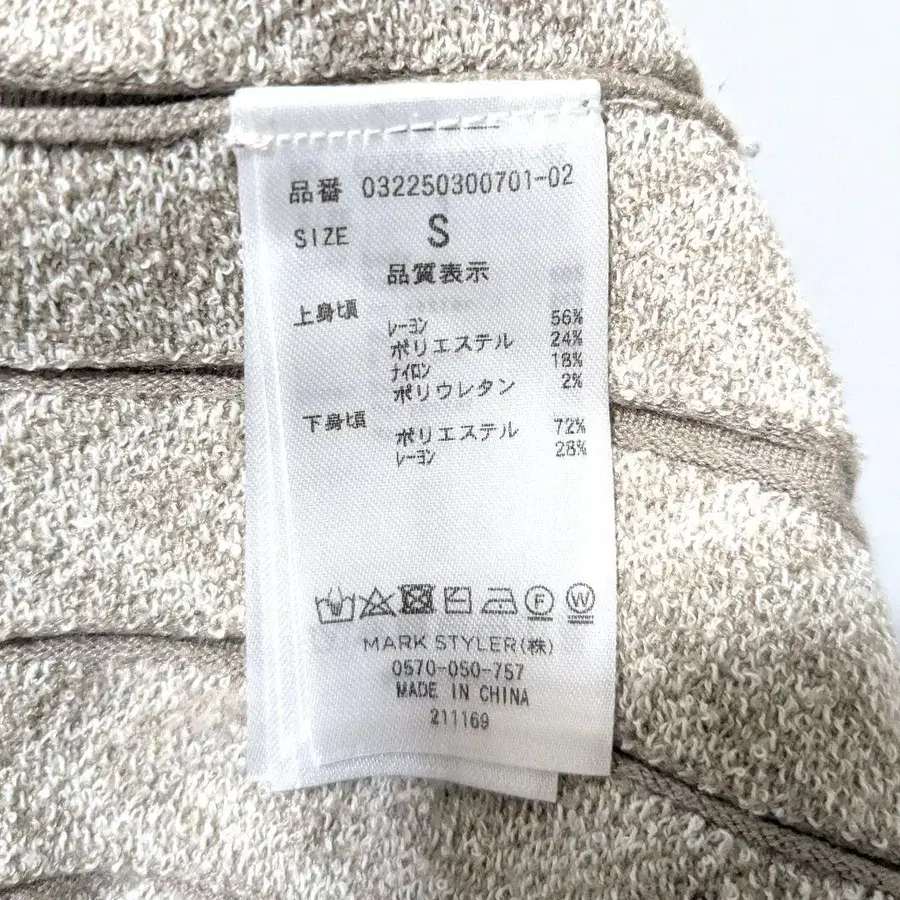 品番 032250300701-02
SIZE S
品質表示
上身頃
レーヨン 56%
ポリエステル 24%
ナイロン 18%
ポリウレタン 2%
下身頃
ポリエステル 72%
レーヨン 28%
F W
MARK STYLER(株)
0570-050-757
MADE IN CHINA
211169